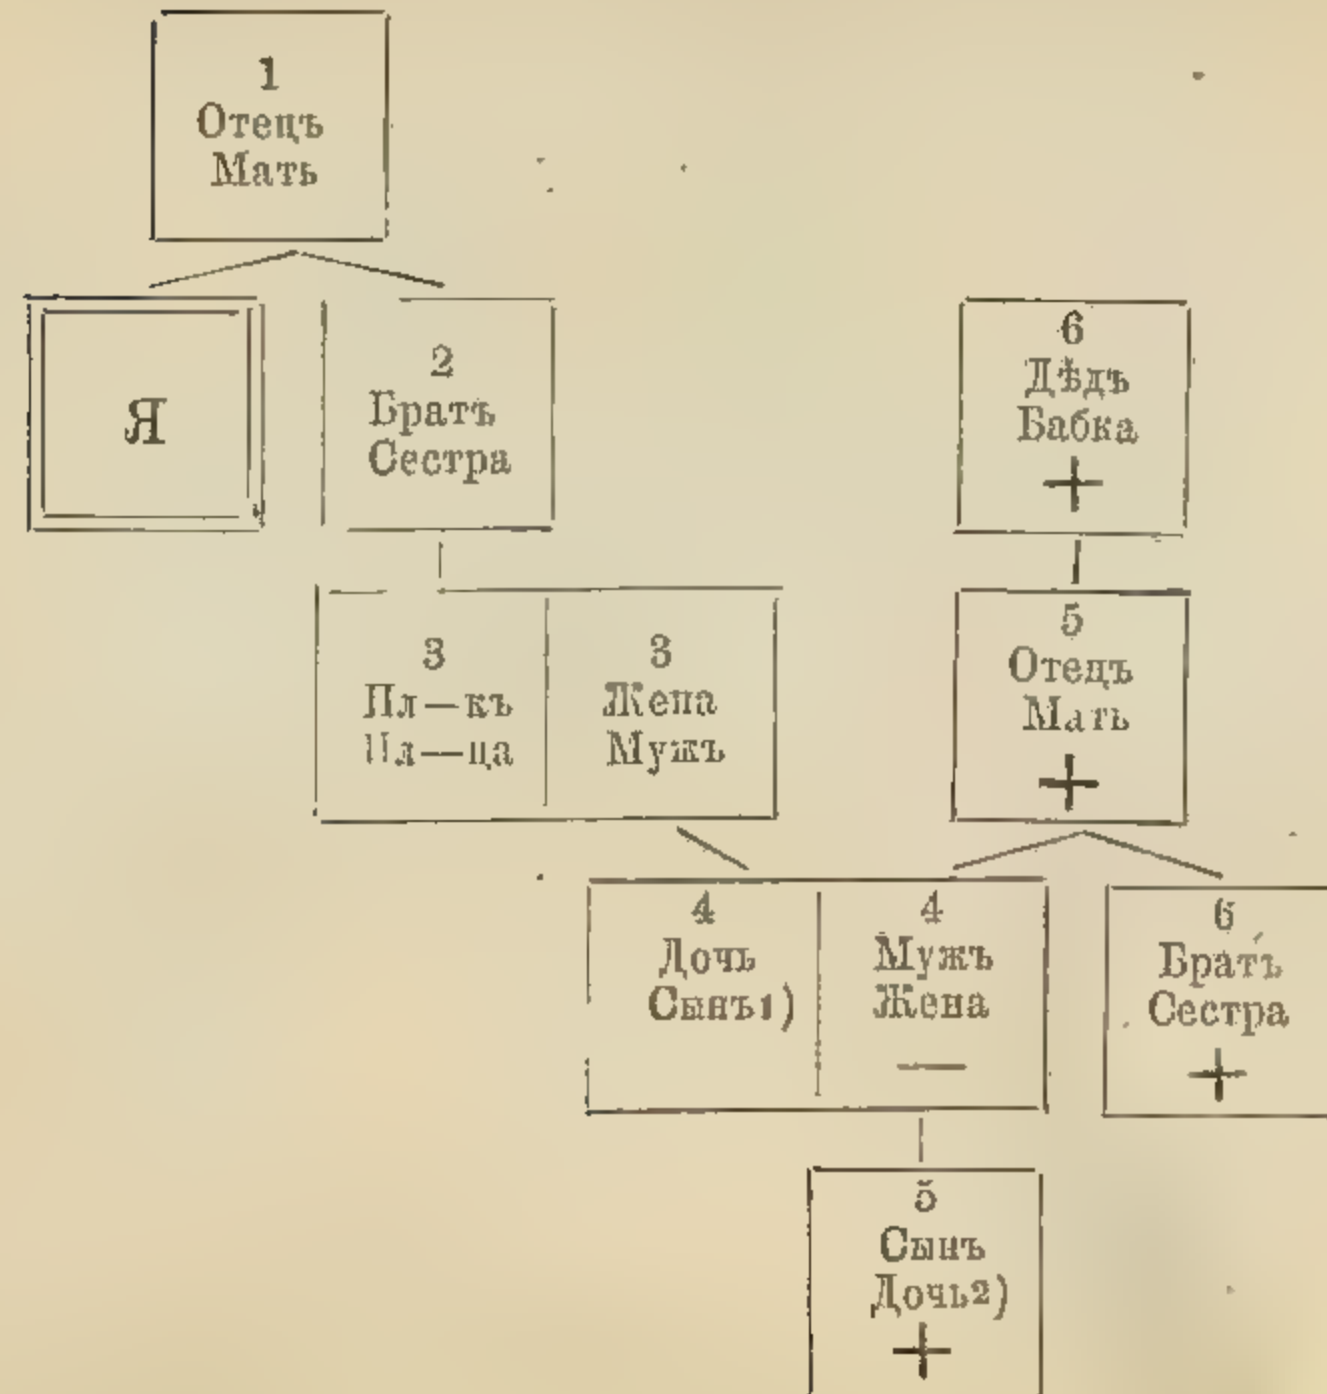 1
Отецъ
Мать
Я
2
Братъ
Сестра
6
Дѣдъ
Бабка
+
3
Пл—къ
Пл—ца
3
Жена
Мужъ
5
Отецъ
Мать
+
4
Дочь
Сынъ1)
4
Мужъ
Жена
—
6
Братъ
Сестра
+
5
Сынъ
Дочь2)
+